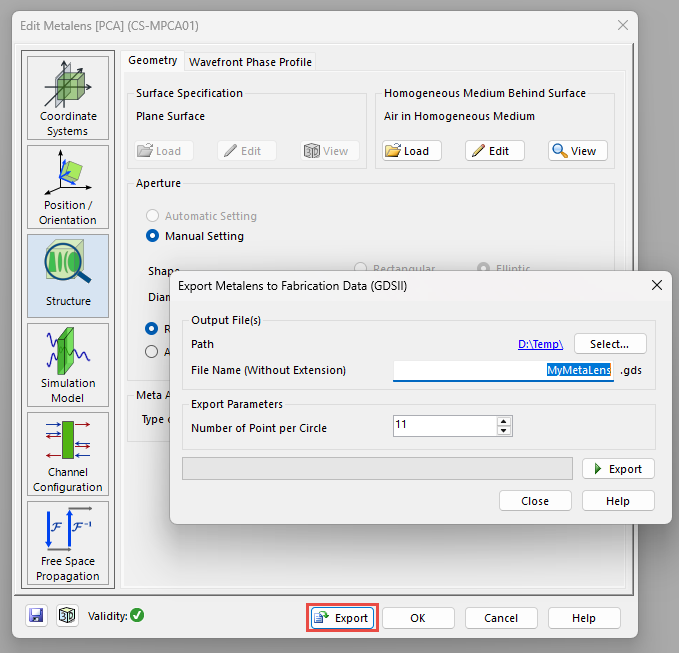 Edit Metalens [PCA] (CS-MPCA01)
Coordinate
Systems
Position /
Orientation
Structure
Simulation
Model
Channel
Configuration
Free Space
Propagation
Geometry
Wavefront Phase Profile
Surface Specification
Plane Surface
Load
Edit
3D
View
Homogeneous Medium Behind Surface
Air in Homogeneous Medium
Load
Edit
View
Aperture
Automatic Setting
Manual Setting
Rectangular
Elliptic
Export Metalens to Fabrication Data (GDSII)
Output File(s)
Path
D:\Temp\
Select...
File Name (Without Extension)
MyMetaLens
.gds
Export Parameters
Number of Point per Circle
11
Export
Close
Help
3D
Validity:
Export
OK
Cancel
Help